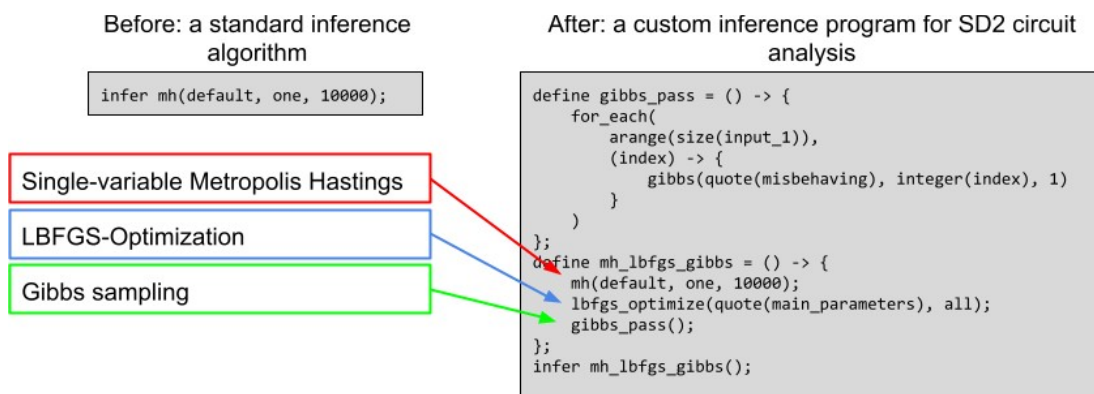 Before: a standard inference
algorithm
infer mh(default, one, 10000);
Single-variable Metropolis Hastings
LBFGS-Optimization
Gibbs sampling
After: a custom inference program for SD2 circuit
analysis
define gibbs_pass = () -> {
    for_each(
        arange(size(input_1)),
        (index) -> {
            gibbs(quote(misbehaving), integer(index), 1)
        }
    )
};
define mh_lbfgs_gibbs = () -> {
    mh(default, one, 10000);
    lbfgs_optimize(quote(main_parameters), all);
    gibbs_pass();
};
infer mh_lbfgs_gibbs();